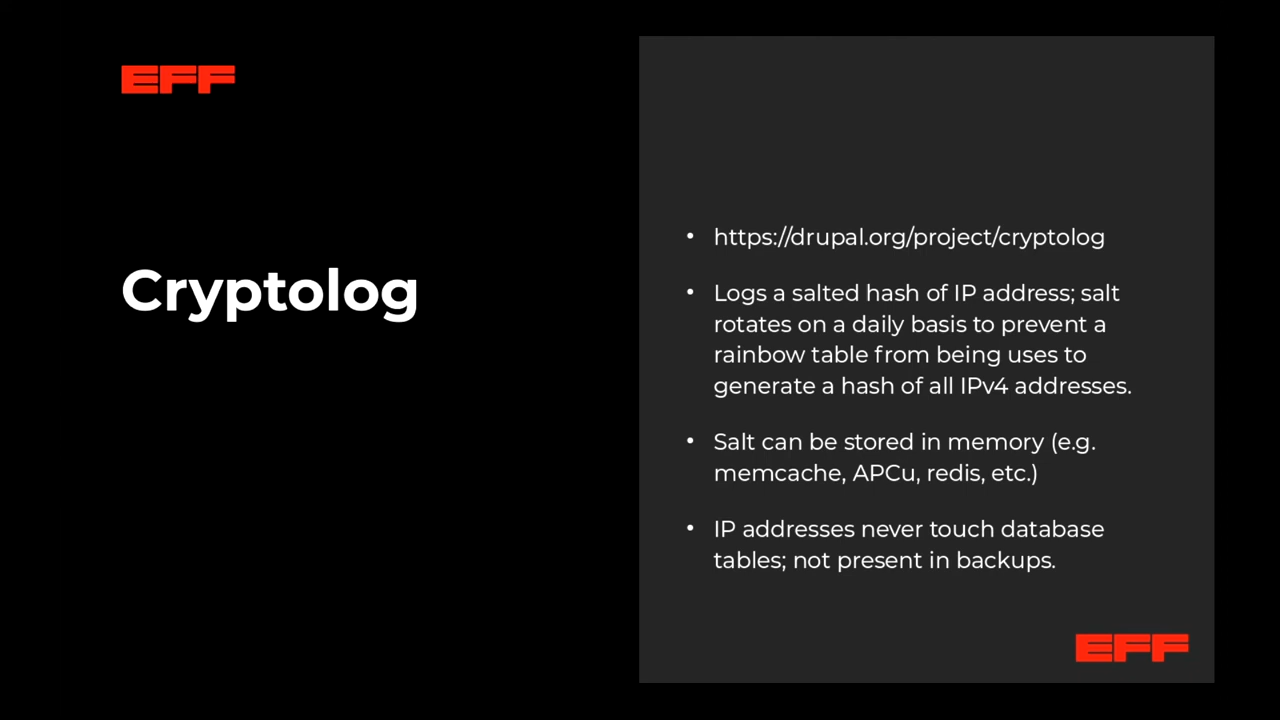 EFF
Cryptolog
• https://drupal.org/project/cryptolog
• Logs a salted hash of IP address; salt
rotates on a daily basis to prevent a
rainbow table from being uses to
generate a hash of all IPv4 addresses.
• Salt can be stored in memory (e.g.
memcache, APCu, redis, etc.)
• IP addresses never touch database
tables; not present in backups.
EFF